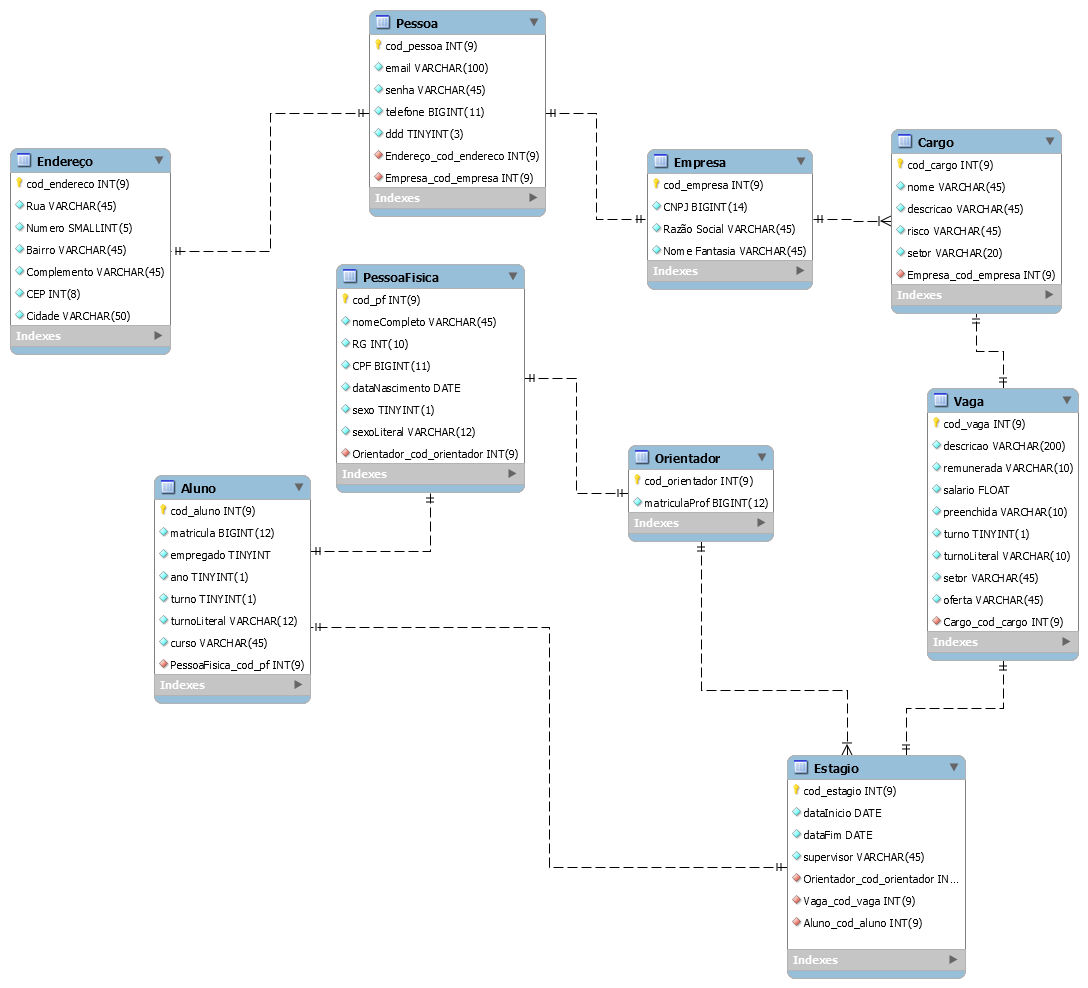 Pessoa
cod_pessoa INT(9)
email VARCHAR(100)
senha VARCHAR(45)
telefone BIGINT(11)
ddd TINYINT(3)
Endereço_cod_endereco INT(9)
Empresa_cod_empresa INT(9)
Indexes
Endereço
cod_endereco INT(9)
Rua VARCHAR(45)
Numero SMALLINT(5)
Bairro VARCHAR(45)
Complemento VARCHAR(45)
CEP INT(8)
Cidade VARCHAR(50)
Indexes
Empresa
cod_empresa INT(9)
CNPJ BIGINT(14)
Razão Social VARCHAR(45)
Nome Fantasia VARCHAR(45)
Indexes
Cargo
cod_cargo INT(9)
nome VARCHAR(45)
descricao VARCHAR(45)
risco VARCHAR(45)
setor VARCHAR(20)
Empresa_cod_empresa INT(9)
Indexes
PessoaFisica
cod_pf INT(9)
nomeCompleto VARCHAR(45)
RG INT(10)
CPF BIGINT(11)
dataNascimento DATE
sexo TINYINT(1)
sexoLiteral VARCHAR(12)
Orientador_cod_orientador INT(9)
Indexes
Orientador
cod_orientador INT(9)
matriculaProf BIGINT(12)
Indexes
Vaga
cod_vaga INT(9)
descricao VARCHAR(200)
remunerada VARCHAR(10)
salario FLOAT
preenchida VARCHAR(10)
turno TINYINT(1)
turnoLiteral VARCHAR(10)
setor VARCHAR(45)
oferta VARCHAR(45)
Cargo_cod_cargo INT(9)
Indexes
Aluno
cod_aluno INT(9)
matricula BIGINT(12)
empregado TINYINT
ano TINYINT(1)
turno TINYINT(1)
turnoLiteral VARCHAR(12)
curso VARCHAR(45)
PessoaFisica_cod_pf INT(9)
Indexes
Estagio
cod_estagio INT(9)
dataInicio DATE
dataFim DATE
supervisor VARCHAR(45)
Orientador_cod_orientador IN...
Vaga_cod_vaga INT(9)
Aluno_cod_aluno INT(9)
Indexes